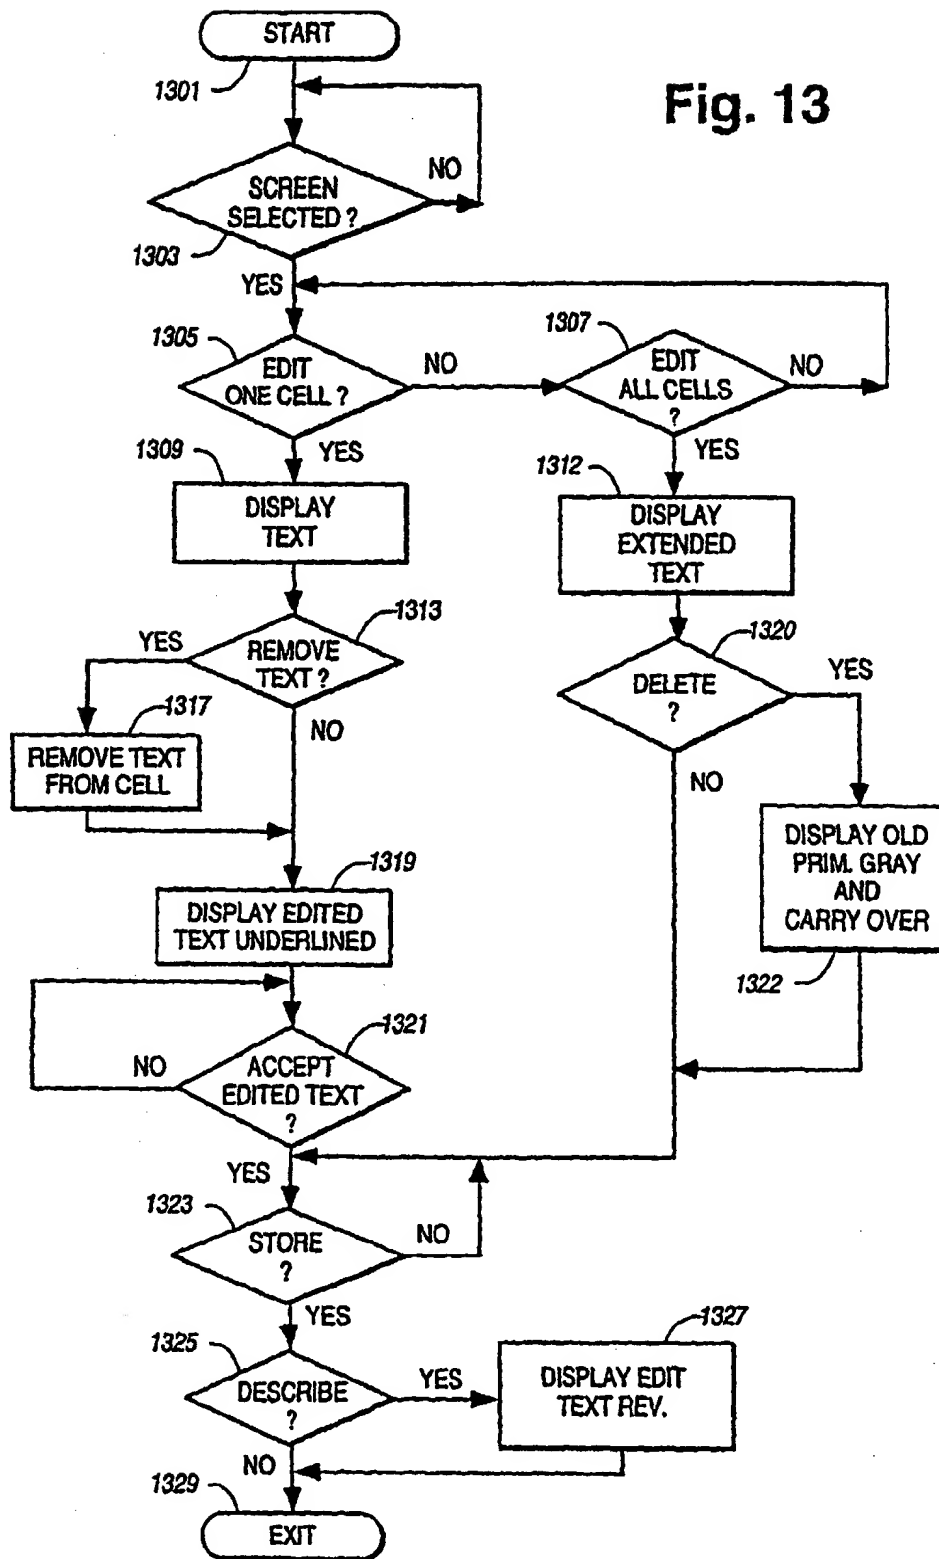 START
1301
Fig. 13
NO
SCREEN
SELECTED ?
1303
YES
1305
1307
EDIT
ONE CELL ?
NO
EDIT
ALL CELLS
?
NO
1309
YES
1312
YES
DISPLAY
TEXT
DISPLAY
EXTENDED
TEXT
1313
YES
REMOVE
TEXT ?
1320
DELETE
?
YES
1317
NO
REMOVE TEXT
FROM CELL
NO
DISPLAY OLD
PRIM. GRAY
AND
CARRY OVER
1322
1319
DISPLAY EDITED
TEXT UNDERLINED
1321
NO
ACCEPT
EDITED TEXT
?
YES
1323
STORE
?
NO
YES
1325
1327
DESCRIBE
?
YES
DISPLAY EDIT
TEXT REV.
NO
1329
EXIT